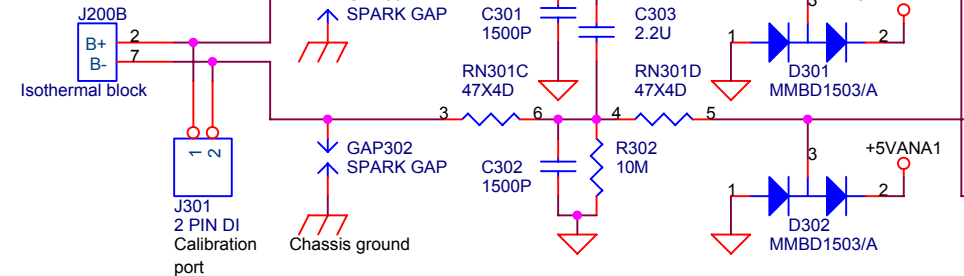 J200B
B+
B-
2
7
Isothermal block
1
2
J301
2 PIN DI
Calibration
port
SPARK GAP
GAP302
SPARK GAP
Chassis ground
C301
1500P
C303
2.2U
RN301C
47X4D
3
6
C302
1500P
RN301D
47X4D
4
5
R302
10M
1
2
D301
MMBD1503/A
3
+5VANA1
1
2
D302
MMBD1503/A